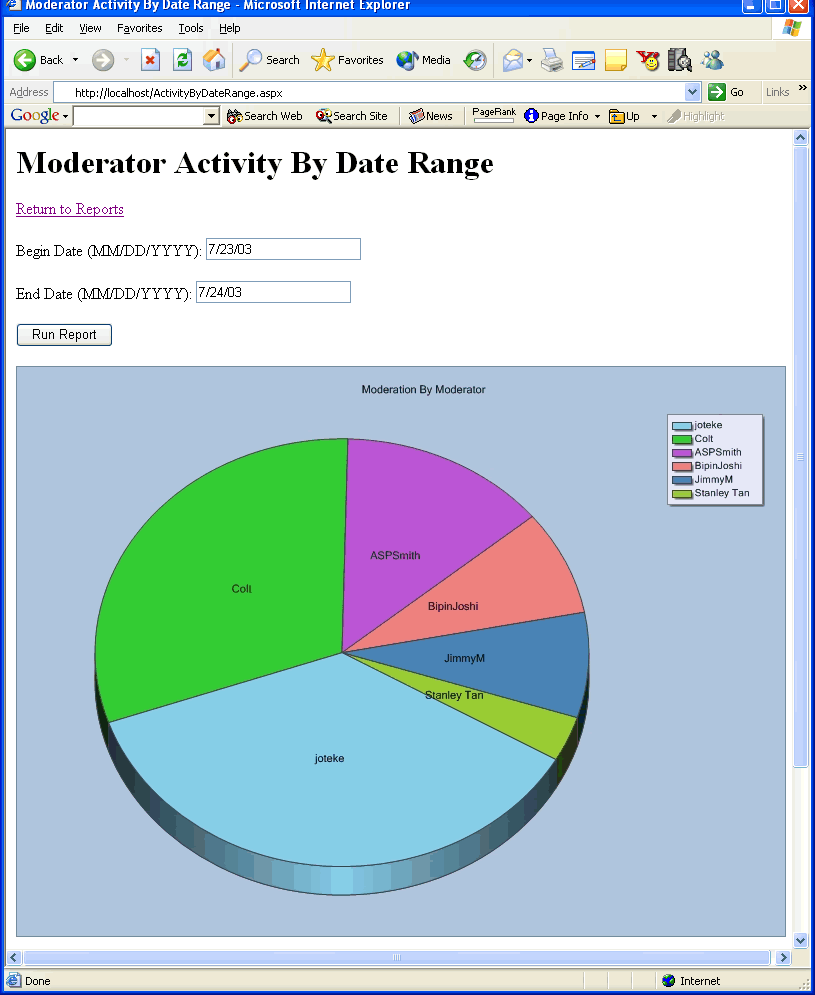 Moderator Activity By Date Range - Microsoft Internet Explorer
File Edit View Favorites Tools Help
Back Search Favorites Media
Address http://localhost/ActivityByDateRange.aspx Go Links »
Google Search Web Search Site News PageRank Page Info Up Highlight
Moderator Activity By Date Range
Return to Reports
Begin Date (MM/DD/YYYY): 7/23/03
End Date (MM/DD/YYYY): 7/24/03
Run Report
Moderation By Moderator
joteke
Colt
ASPSmith
BipinJoshi
JimmyM
Stanley Tan
ASPSmith
Colt
BipinJoshi
JimmyM
Stanley Tan
joteke
Done Internet